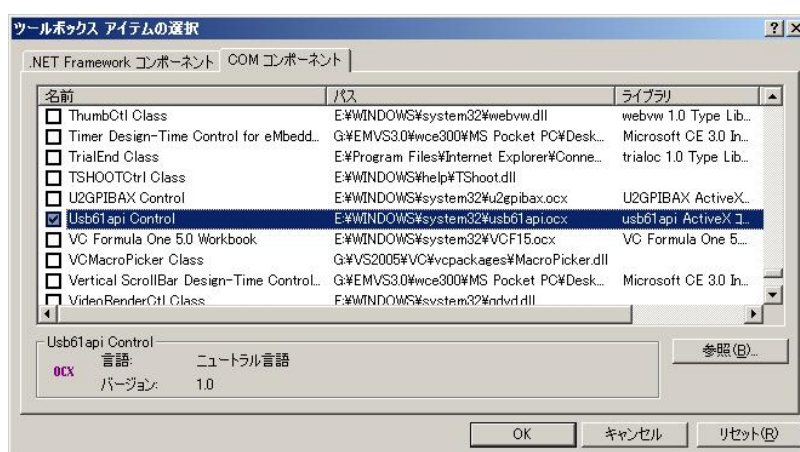 ツールボックス アイテムの選択
.NET Framework コンポーネント COM コンポーネント
名前 パス ライブラリ
ThumbCtl Class E:¥WINDOWS¥system32¥webvw.dll webvw 1.0 Type Lib...
Timer Design-Time Control for eMbedd... G:¥EMVS3.0¥wce300¥MS Pocket PC¥Desk... Microsoft CE 3.0 In...
TrialEnd Class E:¥Program Files¥Internet Explorer¥Conne... trialoc 1.0 Type Lib...
TSHOOTCtrl Class E:¥WINDOWS¥help¥TShoot.dll
U2GPIBAX Control E:¥WINDOWS¥system32¥u2gpibax.ocx U2GPIBAX ActiveX...
Usb61api Control E:¥WINDOWS¥system32¥usb61api.ocx usb61api ActiveX コ...
VC Formula One 5.0 Workbook E:¥WINDOWS¥system32¥VCF15.ocx VC Formula One 5....
VCMacroPicker Class G:¥VS2005¥VC¥vcpackages¥MacroPicker.dll
Vertical ScrollBar Design-Time Control... G:¥EMVS3.0¥wce300¥MS Pocket PC¥Desk... Microsoft CE 3.0 In...
VideoRenderCtl Class E:¥WINDOWS¥system32¥qdvd.dll
Usb61api Control
OCX 言語: ニュートラル言語
バージョン: 1.0
参照(B)...
OK キャンセル リセット(R)